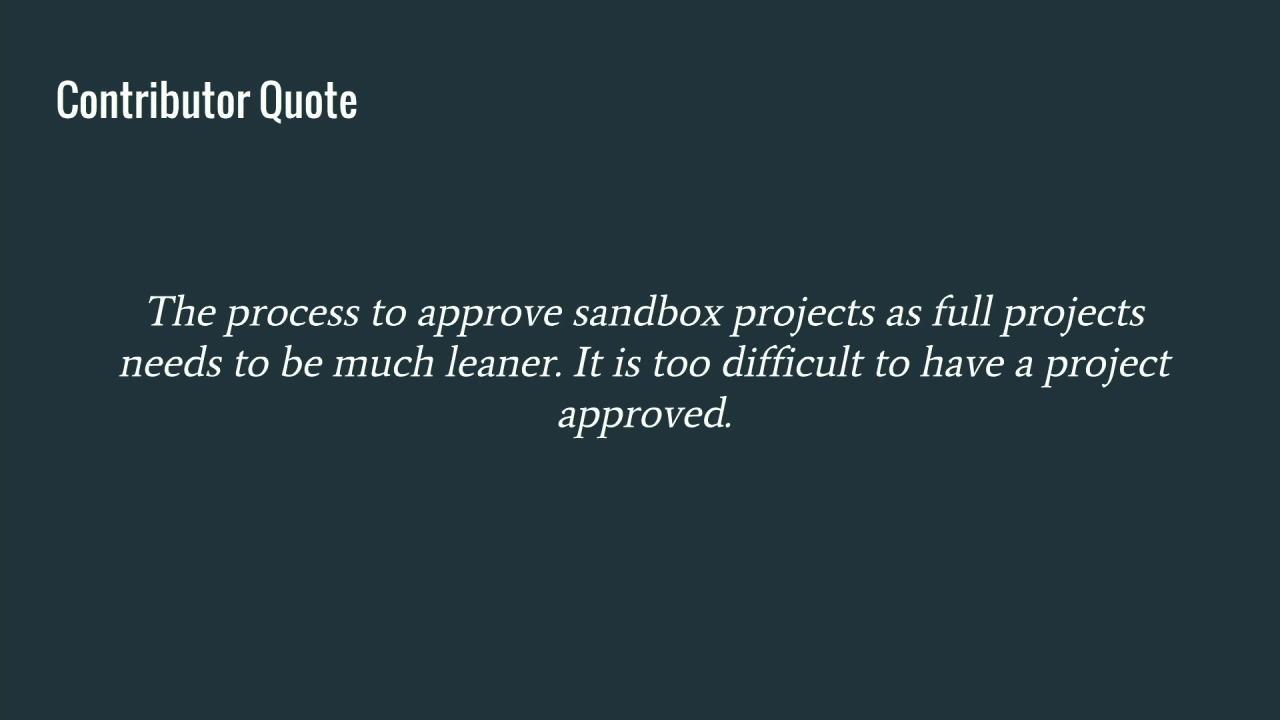 Contributor Quote
The process to approve sandbox projects as full projects
needs to be much leaner. It is too difficult to have a project
approved.